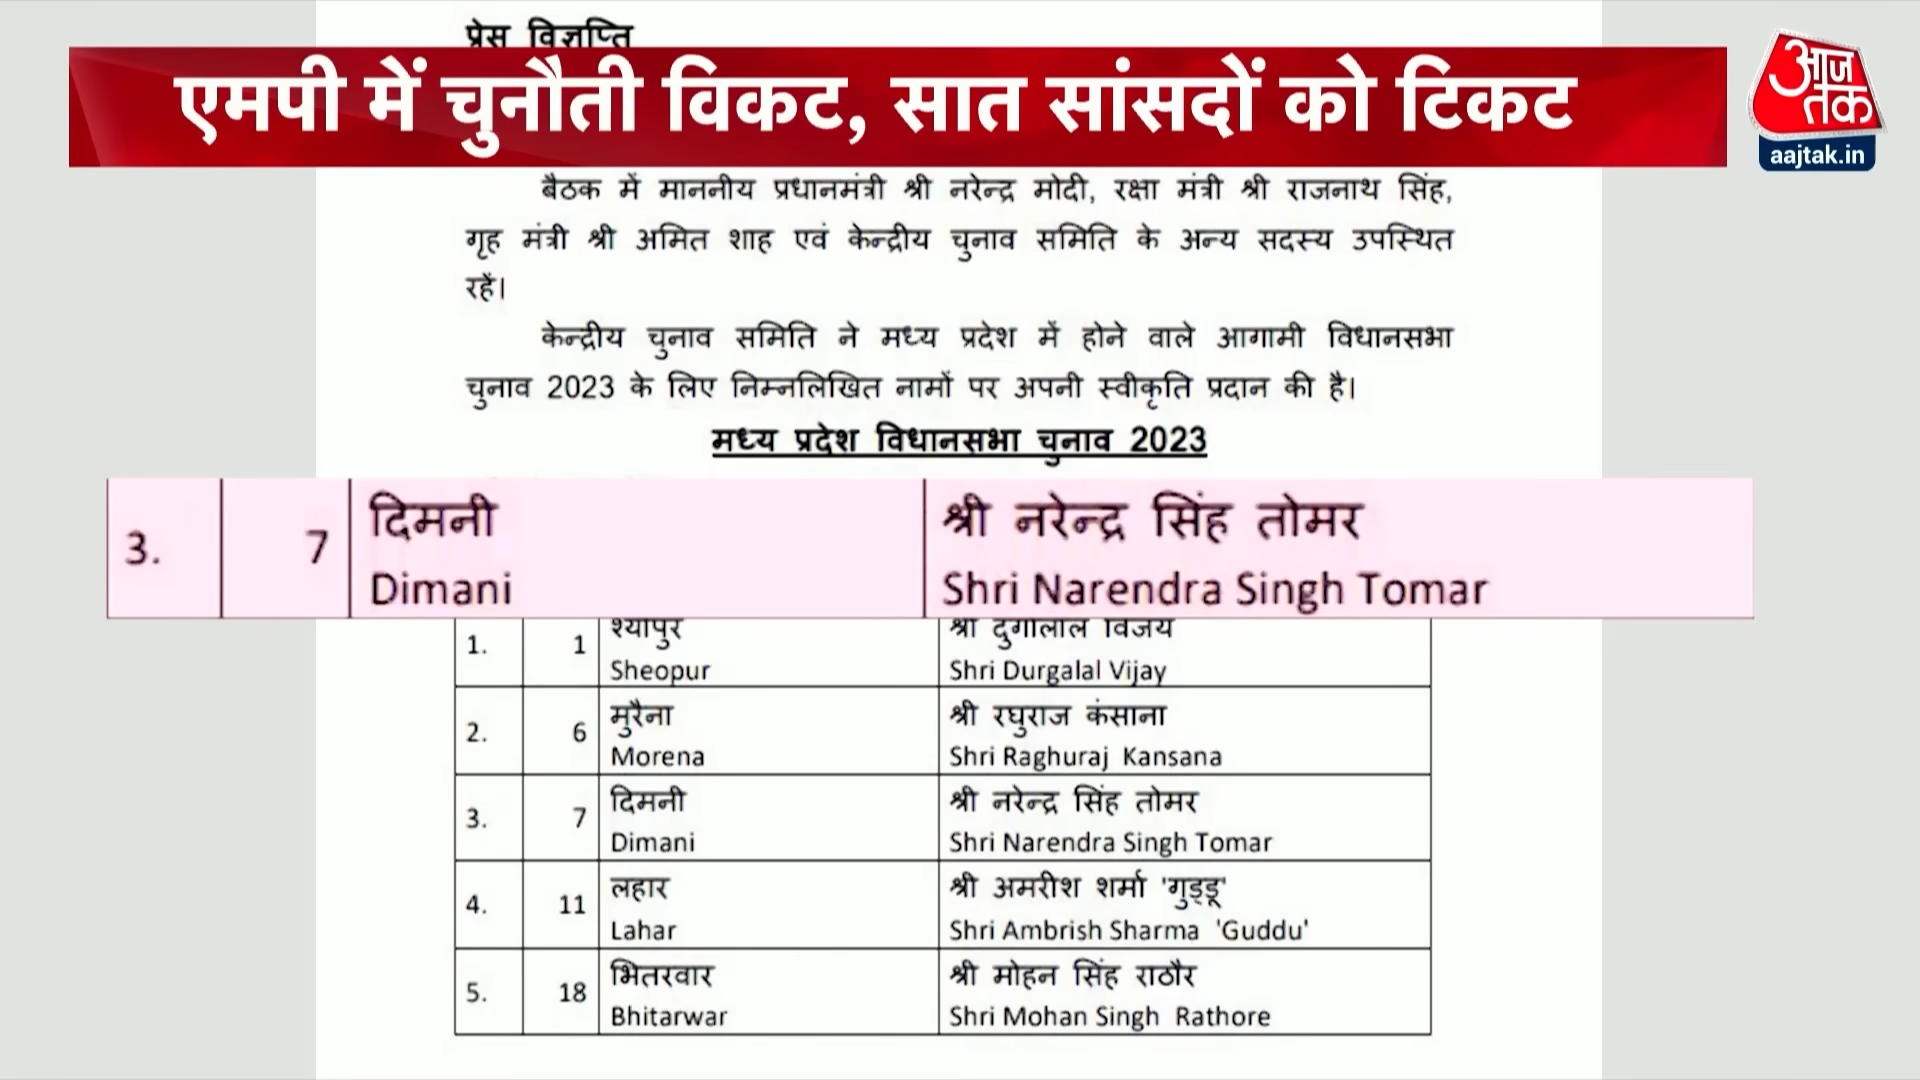 प्रेस विज्ञप्ति
एमपी में चुनौती विकट, सात सांसदों को टिकट
आज तक
aajtak.in
बैठक में माननीय प्रधानमंत्री श्री नरेन्द्र मोदी, रक्षा मंत्री श्री राजनाथ सिंह,
गृह मंत्री श्री अमित शाह एवं केन्द्रीय चुनाव समिति के अन्य सदस्य उपस्थित
रहें।
केन्द्रीय चुनाव समिति ने मध्य प्रदेश में होने वाले आगामी विधानसभा
चुनाव 2023 के लिए निम्नलिखित नामों पर अपनी स्वीकृति प्रदान की है।
मध्य प्रदेश विधानसभा चुनाव 2023
3. 7 दिमनी श्री नरेन्द्र सिंह तोमर
Dimani Shri Narendra Singh Tomar
1. 1 श्योपुर श्री दुर्गालाल विजय
Sheopur Shri Durgalal Vijay
2. 6 मुरैना श्री रघुराज कंसाना
Morena Shri Raghuraj Kansana
3. 7 दिमनी श्री नरेन्द्र सिंह तोमर
Dimani Shri Narendra Singh Tomar
4. 11 लहार श्री अमरीश शर्मा 'गुड्डू'
Lahar Shri Ambrish Sharma 'Guddu'
5. 18 भितरवार श्री मोहन सिंह राठौर
Bhitarwar Shri Mohan Singh Rathore